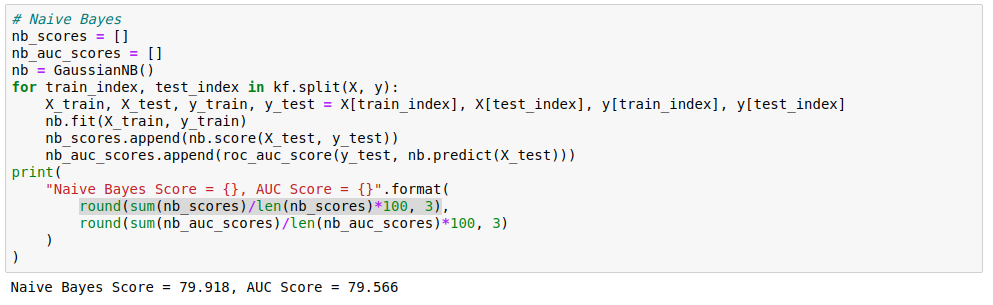 # Naive Bayes
nb_scores = []
nb_auc_scores = []
nb = GaussianNB()
for train_index, test_index in kf.split(X, y):
    X_train, X_test, y_train, y_test = X[train_index], X[test_index], y[train_index], y[test_index]
    nb.fit(X_train, y_train)
    nb_scores.append(nb.score(X_test, y_test))
    nb_auc_scores.append(roc_auc_score(y_test, nb.predict(X_test)))
print(
    "Naive Bayes Score = {}, AUC Score = {}".format(
        round(sum(nb_scores)/len(nb_scores)*100, 3),
        round(sum(nb_auc_scores)/len(nb_auc_scores)*100, 3)
    )
)
Naive Bayes Score = 79.918, AUC Score = 79.566